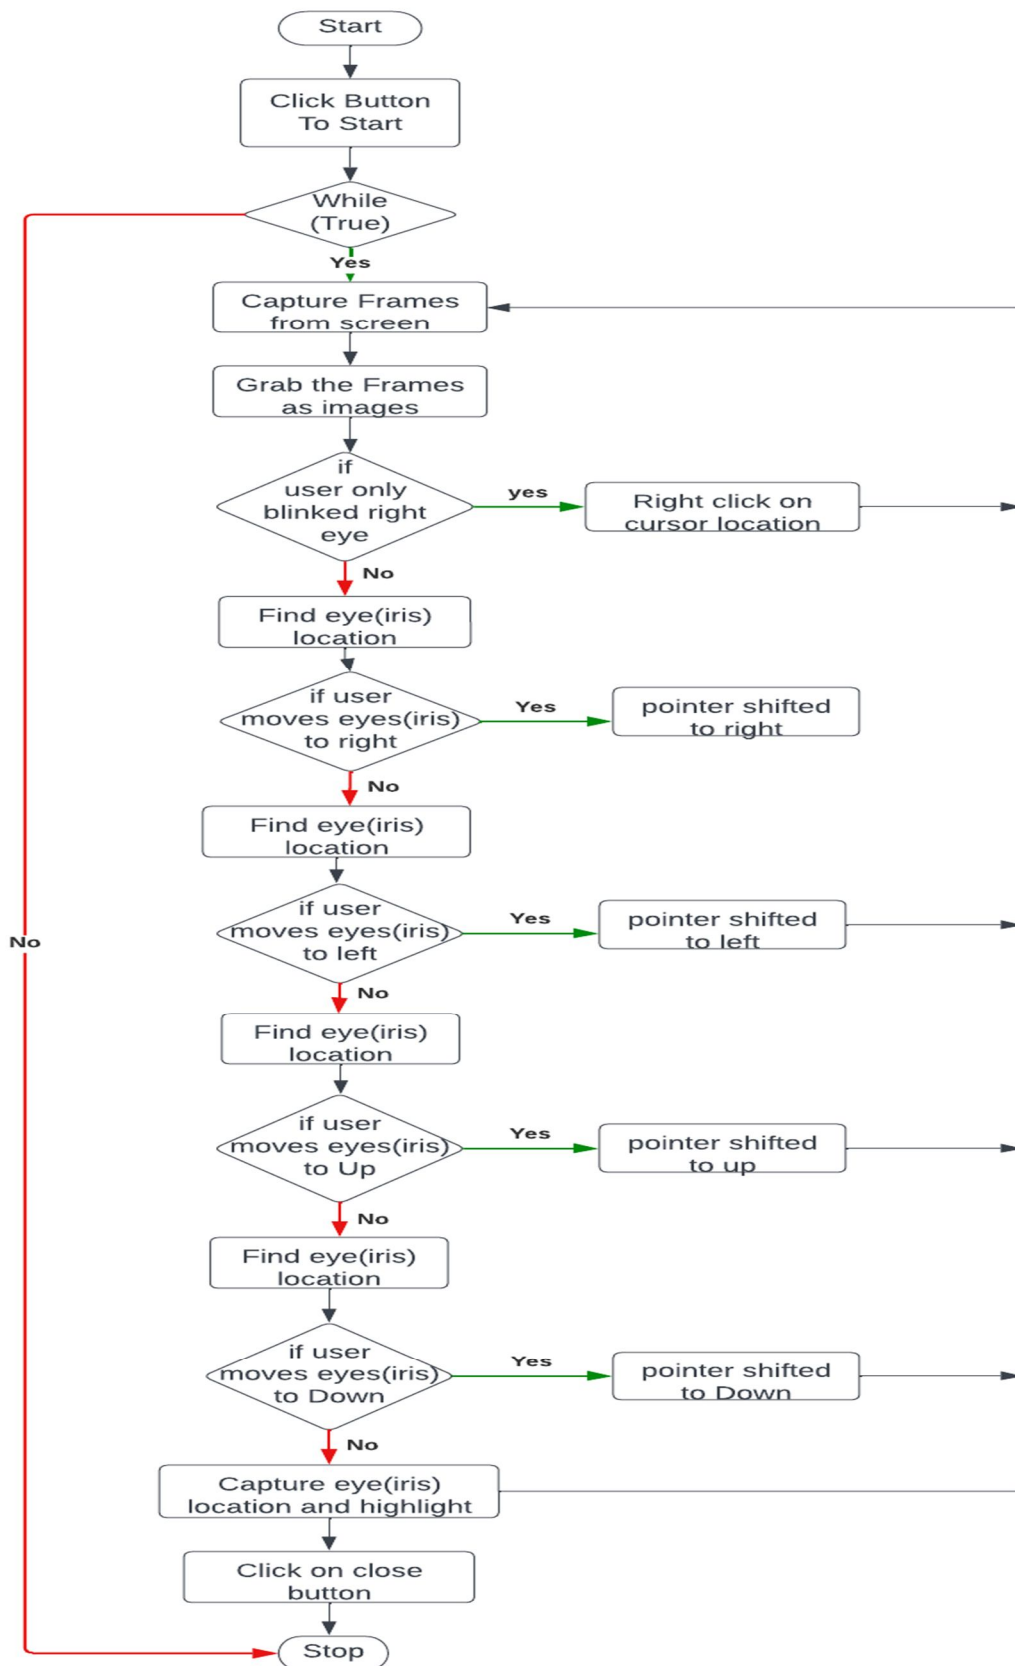 Start
Click Button
To Start
While
(True)
Yes
Capture Frames
from screen
Grab the Frames
as images
if
user only
blinked right
eye
yes
Right click on
cursor location
No
Find eye(iris)
location
if user
moves eyes(iris)
to right
Yes
pointer shifted
to right
No
Find eye(iris)
location
if user
moves eyes(iris)
to left
Yes
pointer shifted
to left
No
No
Find eye(iris)
location
if user
moves eyes(iris)
to Up
Yes
pointer shifted
to up
No
Find eye(iris)
location
if user
moves eyes(iris)
to Down
Yes
pointer shifted
to Down
No
Capture eye(iris)
location and highlight
Click on close
button
Stop